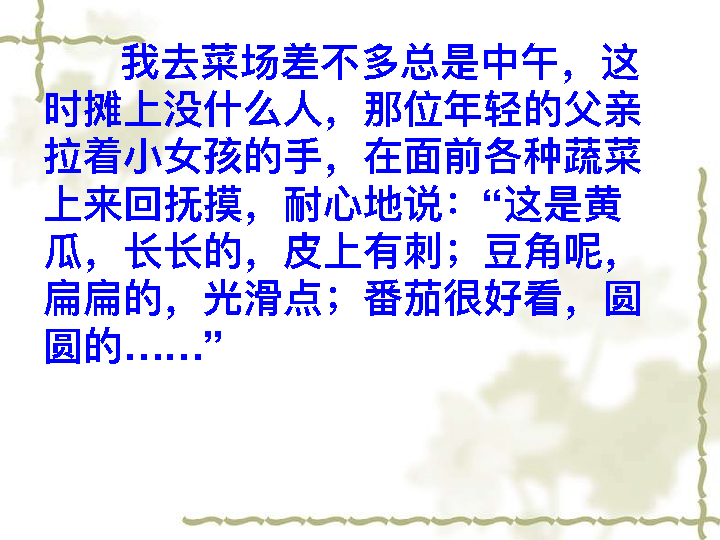 我去菜场差不多总是中午，这
时摊上没什么人，那位年轻的父亲
拉着小女孩的手，在面前各种蔬菜
上来回抚摸，耐心地说：“这是黄
瓜，长长的，皮上有刺；豆角呢，
扁扁的，光滑点；番茄很好看，圆
圆的……”